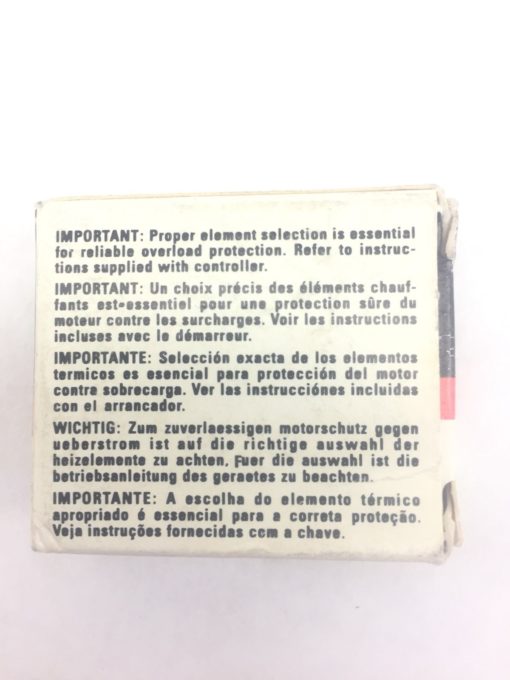 IMPORTANT: Proper element selection is essential
for reliable overload protection. Refer to instruc-
tions supplied with controller.
IMPORTANT: Un choix précis des éléments chauf-
fants est-essentiel pour une protection sûre du
moteur contre les surcharges. Voir les instructions
incluses avec le démarreur.
IMPORTANTE: Selección exacta de los elementos
termicos es esencial para protección del motor
contra sobrecarga. Ver las instrucciónes incluidas
con el arrancador.
WICHTIG: Zum zuverlaessigen motorschutz gegen
ueberstrom ist auf die richtige auswahl der
heizelemente zu achten, Fuer die auswahl ist die
betriebsanleitung des geraetes zu beachten.
IMPORTANTE: A escolha do elemento térmico
apropriado é essencial para a correta proteção.
Veja instruções fornecidas com a chave.